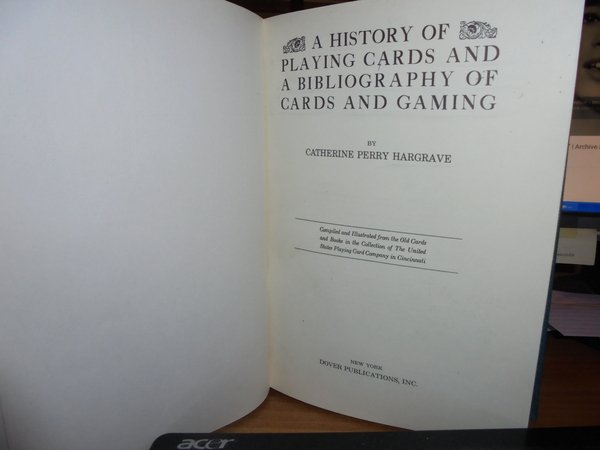 A HISTORY OF
PLAYING CARDS AND
A BIBLIOGRAPHY OF
CARDS AND GAMING
BY
CATHERINE PERRY HARGRAVE
Compiled and Illustrated from the Old Cards
and Books in the Collection of The United
States Playing Card Company in Cincinnati
NEW YORK
DOVER PUBLICATIONS, INC.
(Archive
acer